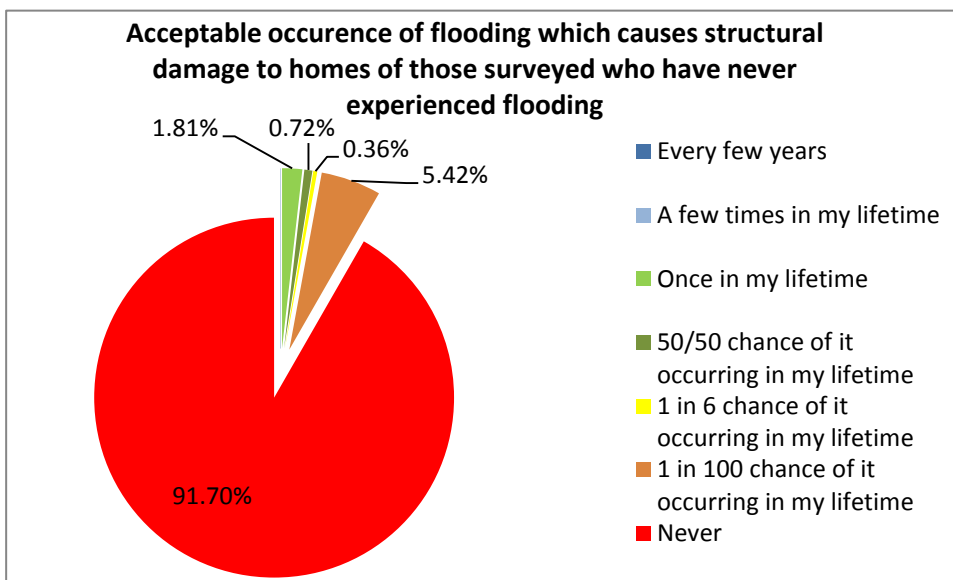 Acceptable occurence of flooding which causes structural
damage to homes of those surveyed who have never
experienced flooding
1.81%
0.72%
0.36%
5.42%
91.70%
Every few years
A few times in my lifetime
Once in my lifetime
50/50 chance of it
occurring in my lifetime
1 in 6 chance of it
occurring in my lifetime
1 in 100 chance of it
occurring in my lifetime
Never